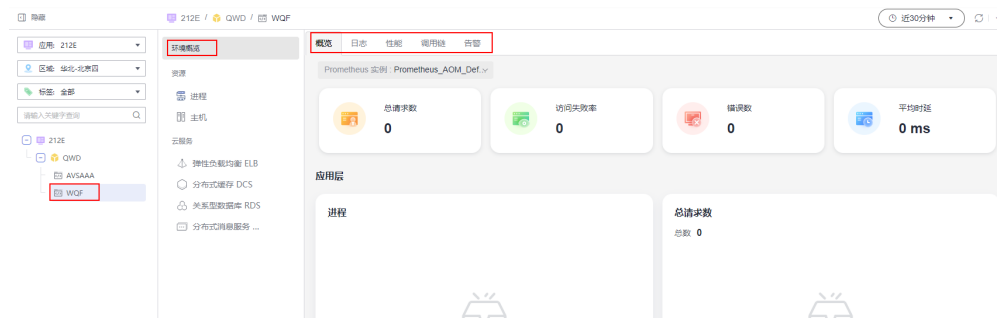 隐藏
212E / QWD / WQF
近30分钟
应用: 212E
区域: 华北-北京四
标签: 全部
请输入关键字查询
212E
QWD
AVSAAA
WQF
环境概览
资源
进程
主机
云服务
弹性负载均衡 ELB
分布式缓存 DCS
关系型数据库 RDS
分布式消息服务 ...
概览 日志 性能 调用链 告警
Prometheus 实例 : Prometheus_AOM_Def..
总请求数
0
访问失败率
0
错误数
0
平均时延
0 ms
应用层
进程
总请求数
总数 0